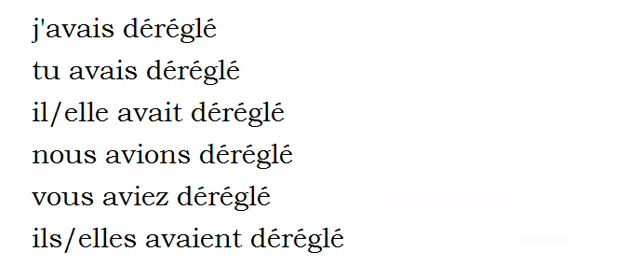 j'avais déréglé
tu avais déréglé
il/elle avait déréglé
nous avions déréglé
vous aviez déréglé
ils/elles avaient déréglé